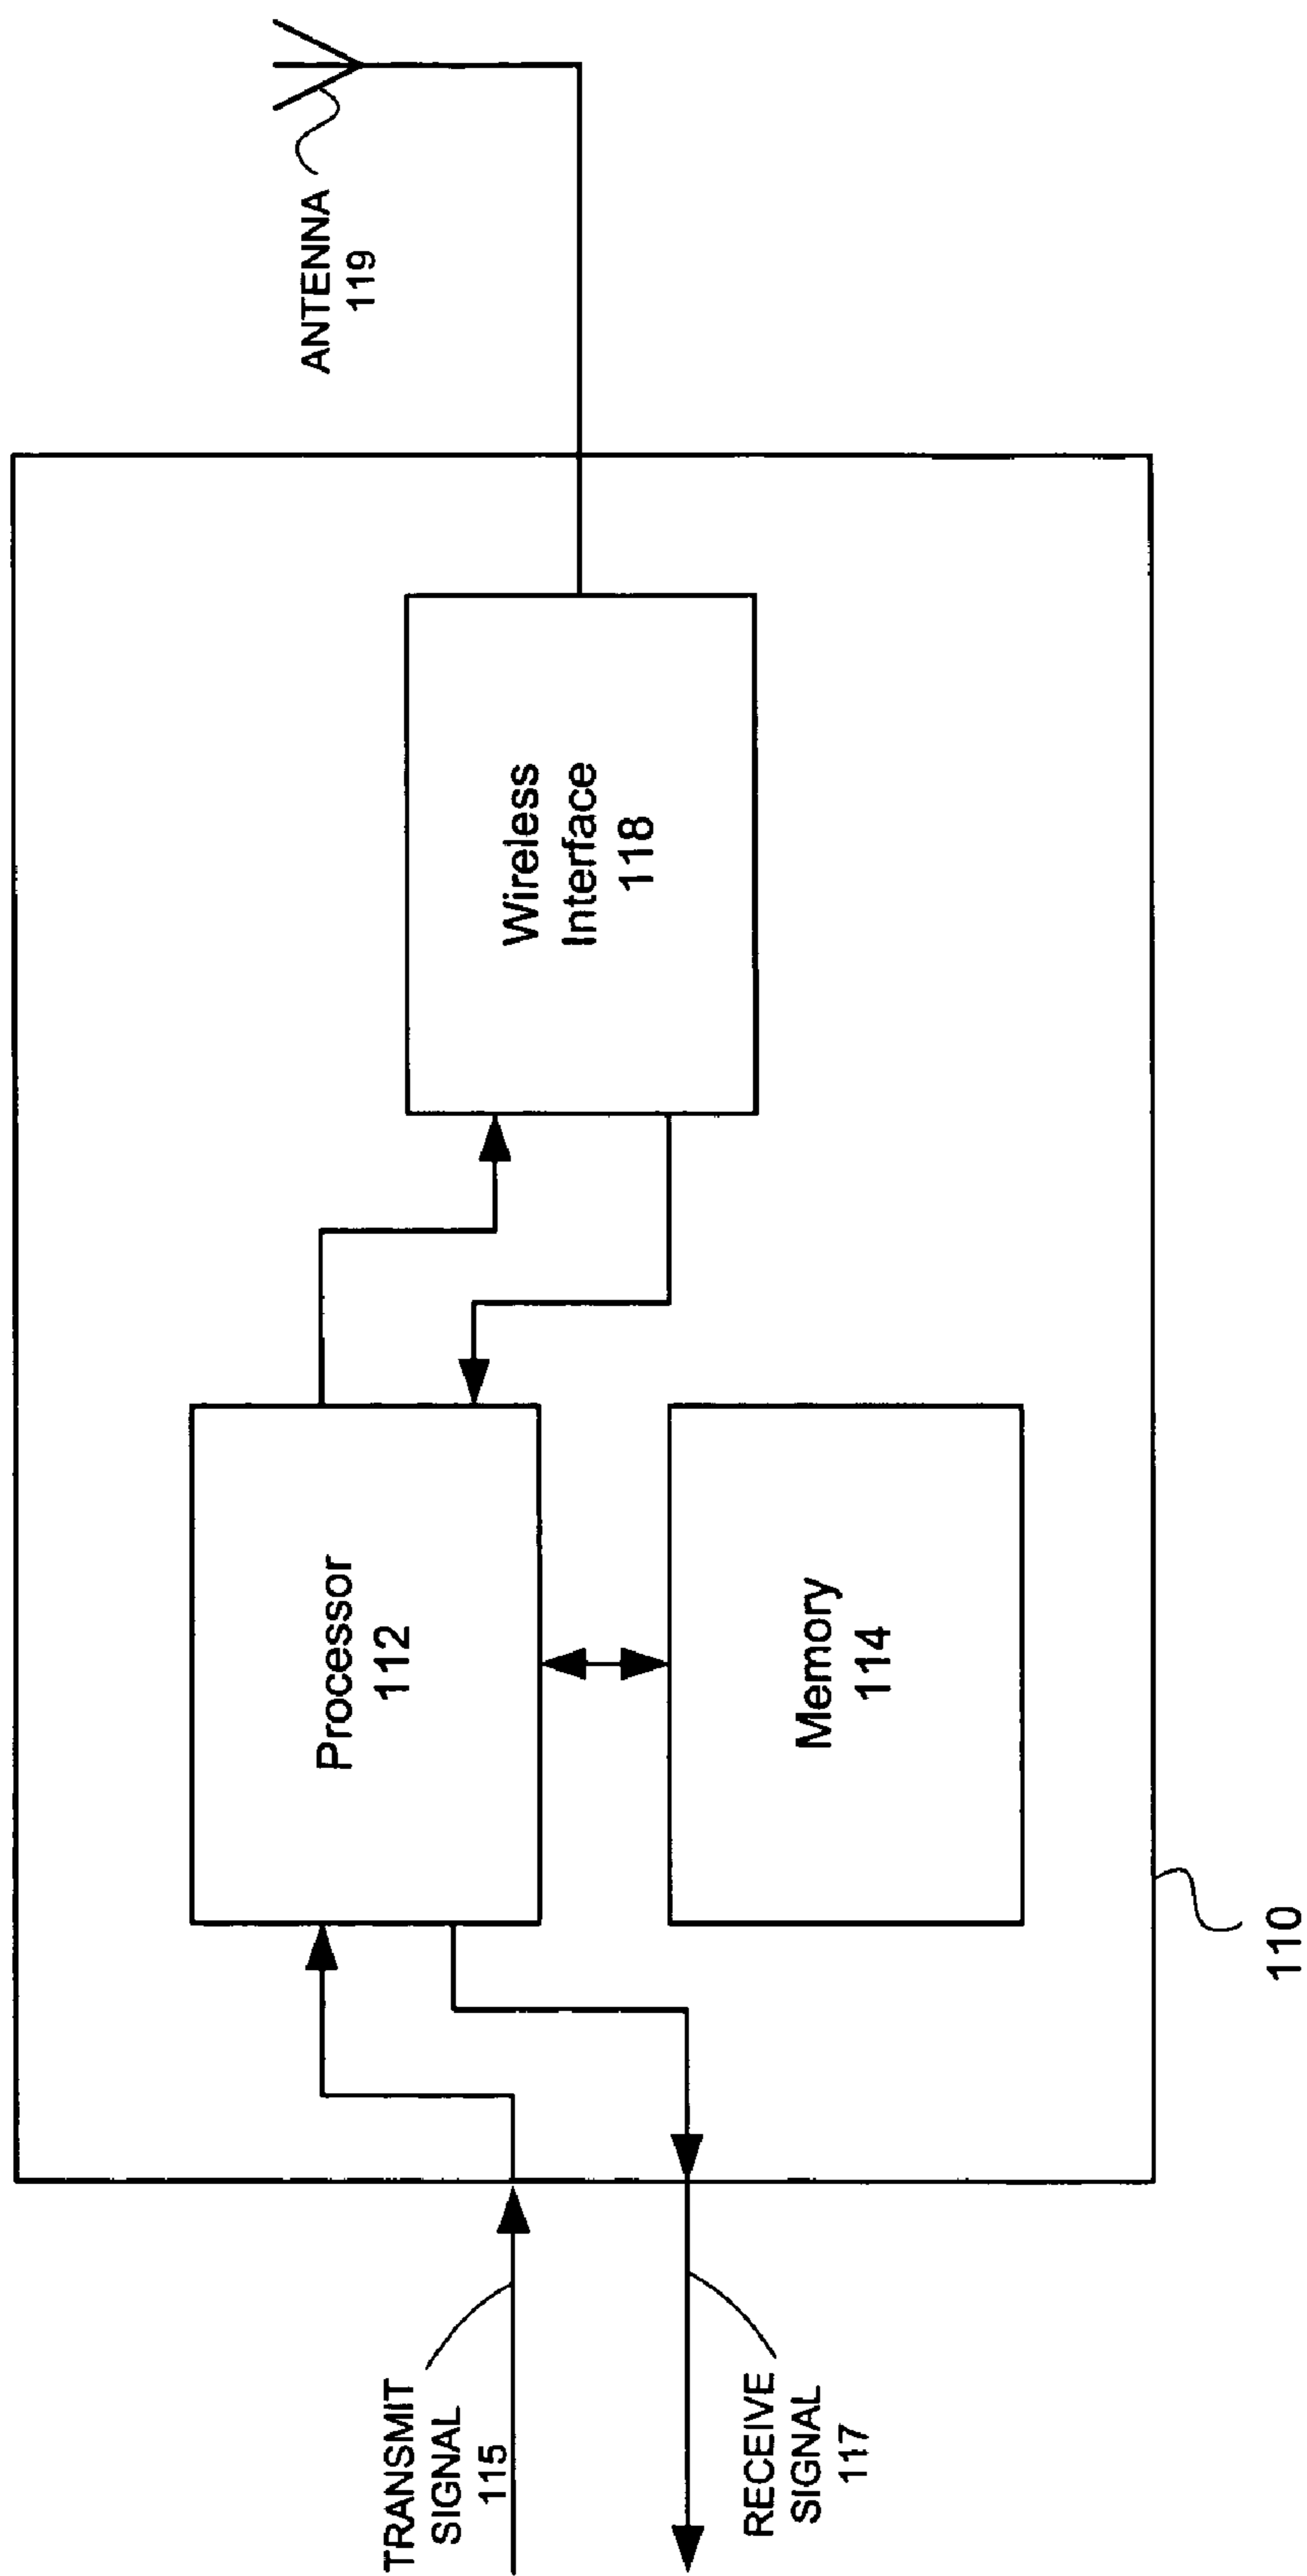 ANTENNA
119
Wireless
Interface
118
Processor
112
Memory
114
TRANSMIT
SIGNAL
115
RECEIVE
SIGNAL
117
110